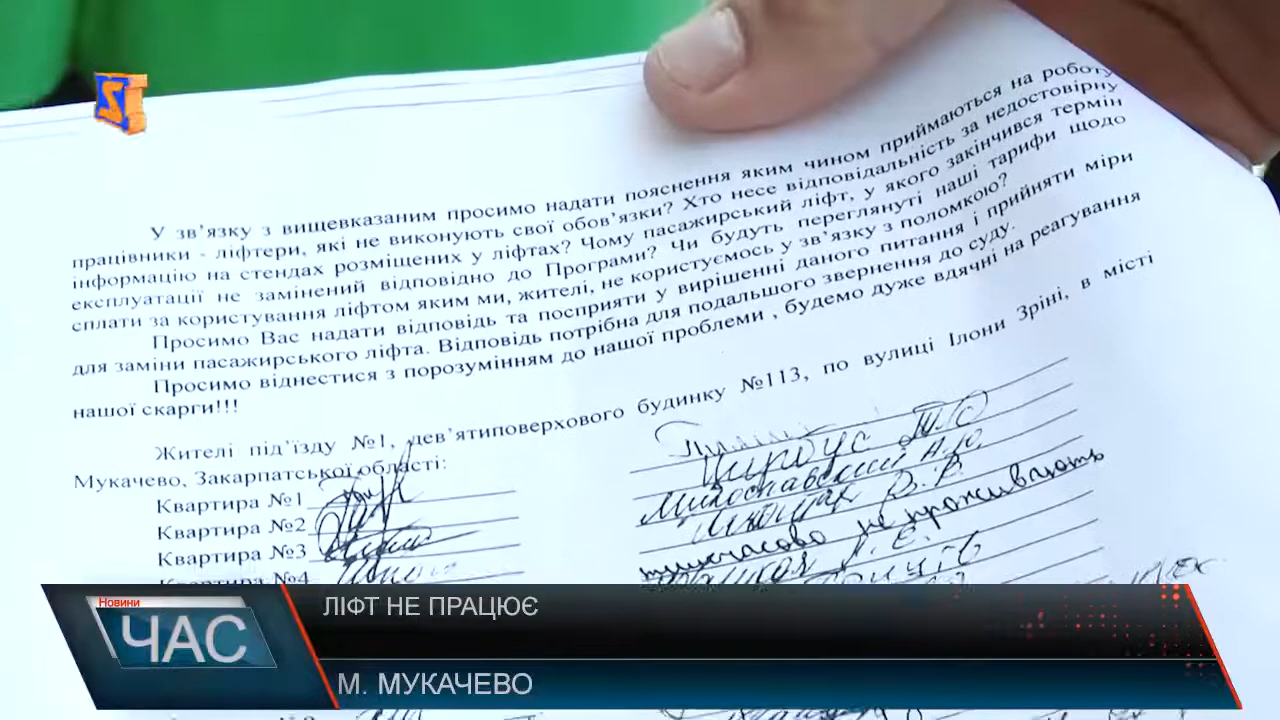 У зв’язку з вищевказаним просимо надати пояснення яким чином приймаються на роботу
працівники - ліфтери, які не виконують свої обов’язки? Хто несе відповідальність за недостовірну
інформацію на стендах розміщених у ліфтах? Чому пасажирський ліфт, у якого закінчився термін
експлуатації не замінений відповідно до Програми? Чи будуть переглянуті наші тарифи щодо
сплати за користування ліфтом яким ми, жителі, не користуємось у зв’язку з поломкою?
Просимо Вас надати відповідь та посприяти у вирішенні даного питання і прийняти міри
для заміни пасажирського ліфта. Відповідь потрібна для подальшого звернення до суду.
Просимо віднестися з порозумінням до нашої проблеми , будемо дуже вдячні на реагування
нашої скарги!!!
Жителі під’їзду №1, дев’ятиповерхового будинку №113, по вулиці Ілони Зріні, в місті
Мукачево, Закарпатської області:
Квартира №1
Квартира №2 Милославский А.Ю.
Квартира №3
Квартира №4 тимчасово не проживають
Новини
ЧАС
ЛІФТ НЕ ПРАЦЮЄ
М. МУКАЧЕВО